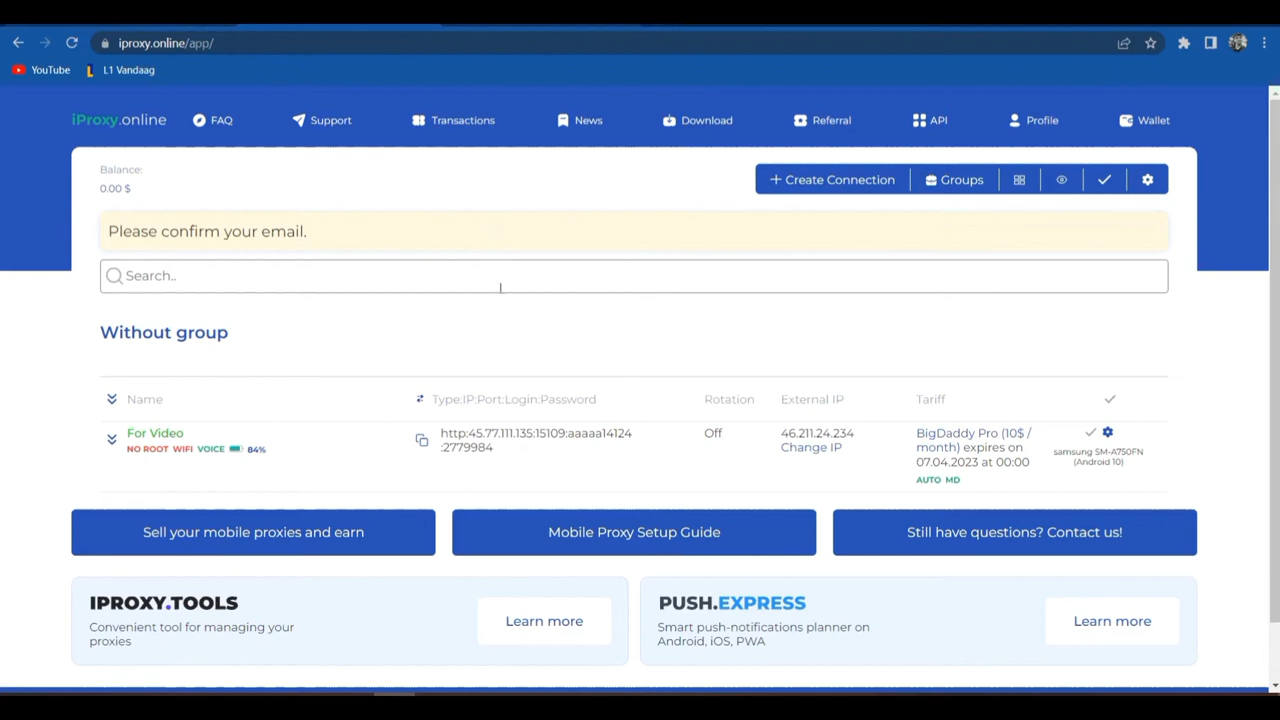 iproxy.online/app/
YouTube L1 Vandaag
iProxy.online FAQ Support Transactions News Download Referral API Profile Wallet
Balance:
0.00 $
+ Create Connection Groups
Please confirm your email.
Search..
Without group
Name Type:IP:Port:Login:Password Rotation External IP Tariff
For Video
NO ROOT WIFI VOICE 84%
http:45.77.111.135:15109:aaaaa14124
:2779984
Off
46.211.24.234
Change IP
BigDaddy Pro (10$ /
month) expires on
07.04.2023 at 00:00
AUTO MD
samsung SM-A750FN
(Android 10)
Sell your mobile proxies and earn Mobile Proxy Setup Guide Still have questions? Contact us!
IPROXY.TOOLS
Convenient tool for managing your
proxies
Learn more
PUSH.EXPRESS
Smart push-notifications planner on
Android, iOS, PWA
Learn more